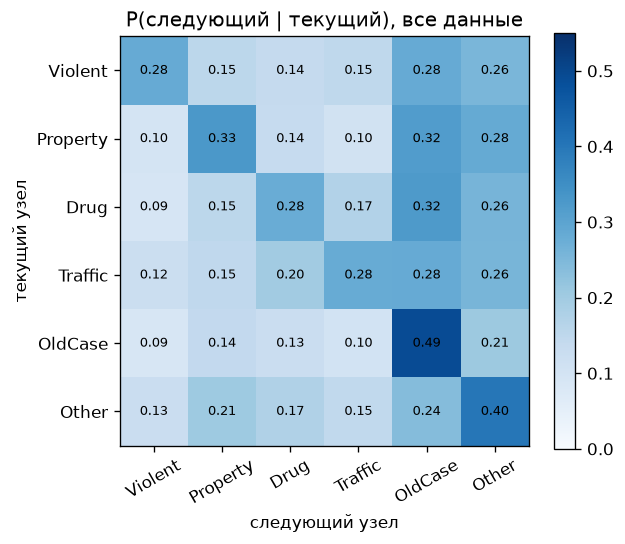 P(следующий | текущий), все данные
Violent 0.28 0.15 0.14 0.15 0.28 0.26
Property 0.10 0.33 0.14 0.10 0.32 0.28
Drug 0.09 0.15 0.28 0.17 0.32 0.26
Traffic 0.12 0.15 0.20 0.28 0.28 0.26
OldCase 0.09 0.14 0.13 0.10 0.49 0.21
Other 0.13 0.21 0.17 0.15 0.24 0.40
Violent Property Drug Traffic OldCase Other
следующий узел
текущий узел
0.5
0.4
0.3
0.2
0.1
0.0